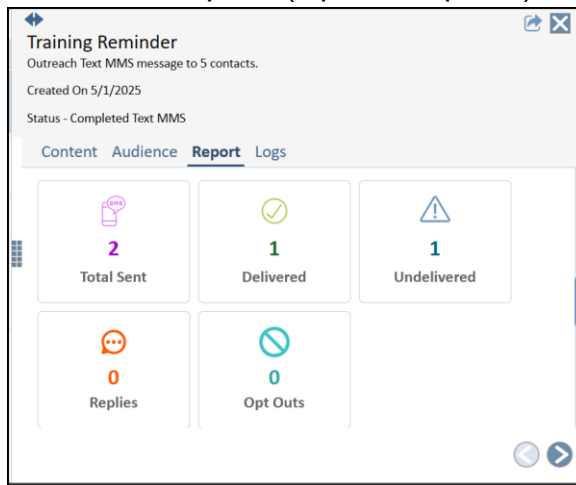 Training Reminder
Outreach Text MMS message to 5 contacts.
Created On 5/1/2025
Status - Completed Text MMS
Content Audience Report Logs
SMS
2
Total Sent
1
Delivered
1
Undelivered
0
Replies
0
Opt Outs